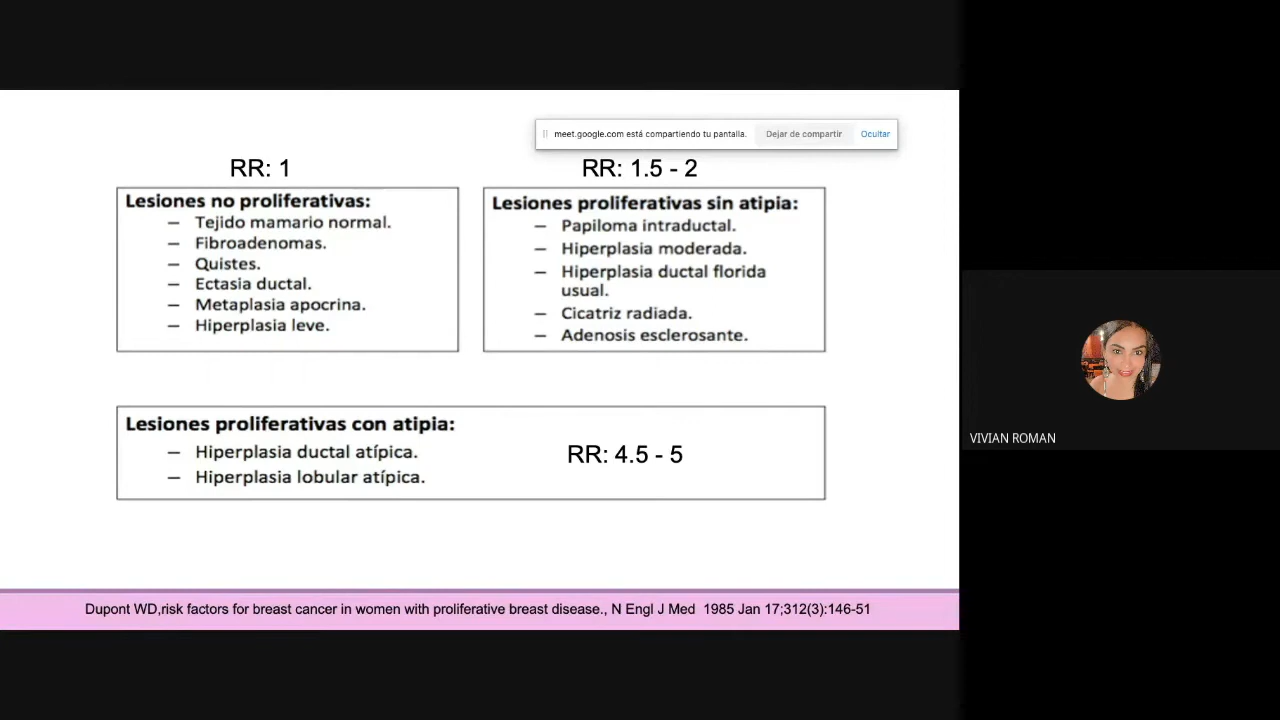 meet.google.com está compartiendo tu pantalla. Dejar de compartir Ocultar
RR: 1
Lesiones no proliferativas:
– Tejido mamario normal.
– Fibroadenomas.
– Quistes.
– Ectasia ductal.
– Metaplasia apocrina.
– Hiperplasia leve.
RR: 1.5 - 2
Lesiones proliferativas sin atipia:
– Papiloma intraductal.
– Hiperplasia moderada.
– Hiperplasia ductal florida
usual.
– Cicatriz radiada.
– Adenosis esclerosante.
Lesiones proliferativas con atipia:
– Hiperplasia ductal atípica.
– Hiperplasia lobular atípica.
RR: 4.5 - 5
Dupont WD,risk factors for breast cancer in women with proliferative breast disease., N Engl J Med 1985 Jan 17;312(3):146-51
VIVIAN ROMAN